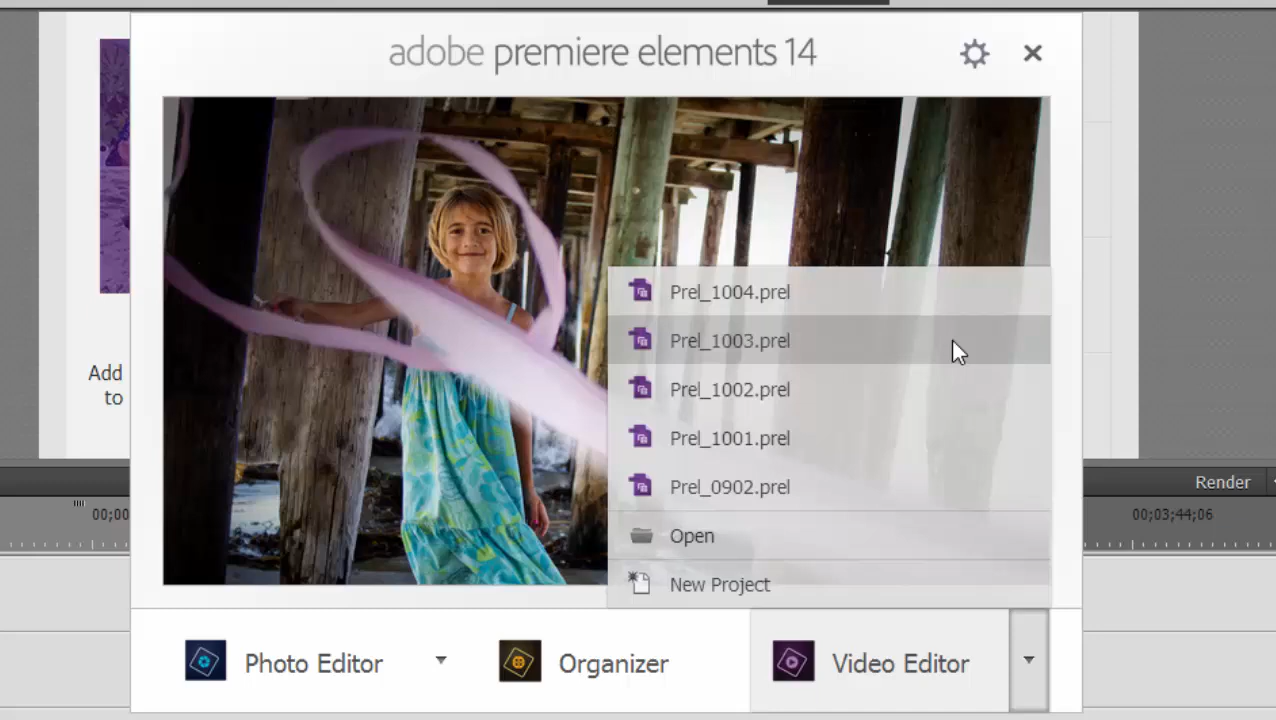 adobe premiere elements 14
Prel_1004.prel
Prel_1003.prel
Prel_1002.prel
Prel_1001.prel
Prel_0902.prel
Open
New Project
Add
to
Render
00;00
00;03;44;06
Photo Editor
Organizer
Video Editor